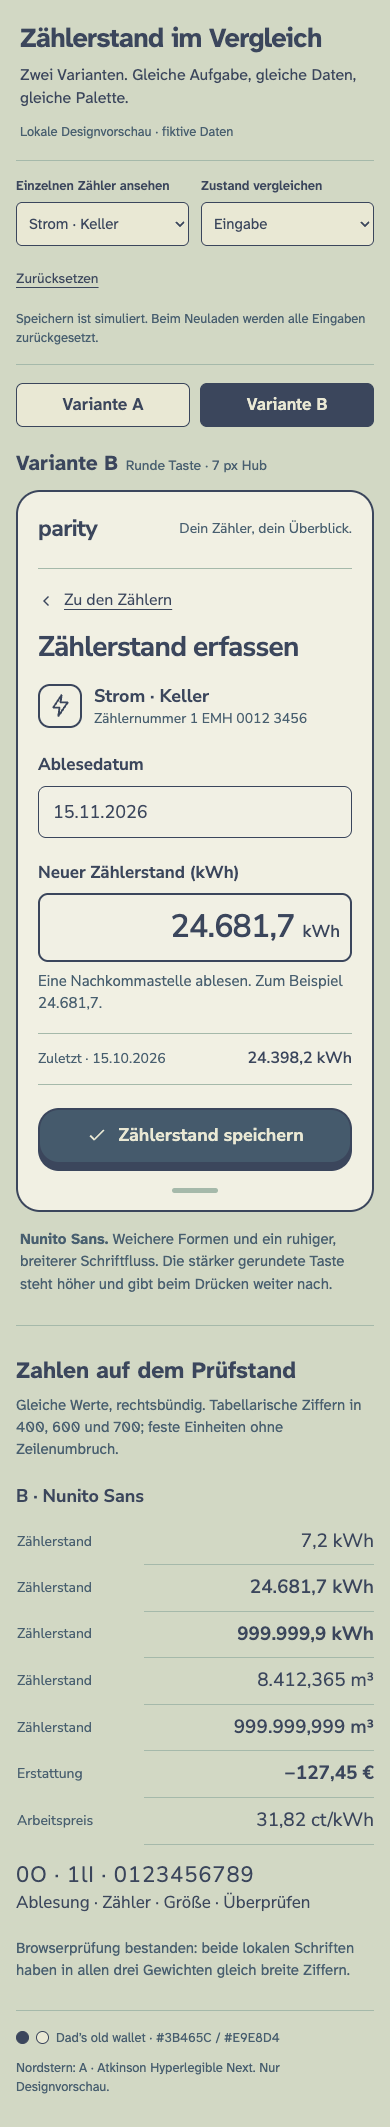 Zählerstand im Vergleich
Zwei Varianten. Gleiche Aufgabe, gleiche Daten,
gleiche Palette.
Lokale Designvorschau · fiktive Daten
Einzelnen Zähler ansehen
Zustand vergleichen
Strom · Keller
Eingabe
Zurücksetzen
Speichern ist simuliert. Beim Neuladen werden alle Eingaben
zurückgesetzt.
Variante A
Variante B
Variante B Runde Taste · 7 px Hub
parity
Dein Zähler, dein Überblick.
Zu den Zählern
Zählerstand erfassen
Strom · Keller
Zählernummer 1 EMH 0012 3456
Ablesedatum
15.11.2026
Neuer Zählerstand (kWh)
24.681,7 kWh
Eine Nachkommastelle ablesen. Zum Beispiel
24.681,7.
Zuletzt · 15.10.2026
24.398,2 kWh
Zählerstand speichern
Nunito Sans. Weichere Formen und ein ruhiger,
breiterer Schriftfluss. Die stärker gerundete Taste
steht höher und gibt beim Drücken weiter nach.
Zahlen auf dem Prüfstand
Gleiche Werte, rechtsbündig. Tabellarische Ziffern in
400, 600 und 700; feste Einheiten ohne
Zeilenumbruch.
B · Nunito Sans
Zählerstand 7,2 kWh
Zählerstand 24.681,7 kWh
Zählerstand 999.999,9 kWh
Zählerstand 8.412,365 m³
Zählerstand 999.999,999 m³
Erstattung −127,45 €
Arbeitspreis 31,82 ct/kWh
0O · 1lI · 0123456789
Ablesung · Zähler · Größe · Überprüfen
Browserprüfung bestanden: beide lokalen Schriften
haben in allen drei Gewichten gleich breite Ziffern.
Dad’s old wallet · #3B465C / #E9E8D4
Nordstern: A · Atkinson Hyperlegible Next. Nur
Designvorschau.